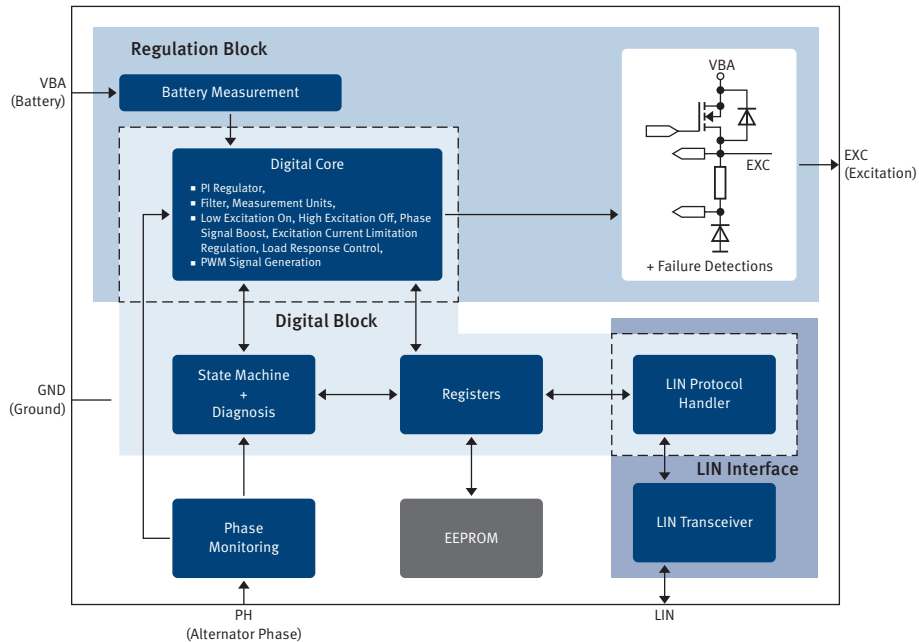 Regulation Block
VBA
(Battery)
Battery Measurement
VBA
EXC
+ Failure Detections
EXC
(Excitation)
Digital Core
▪ PI Regulator,
▪ Filter, Measurement Units,
▪ Low Excitation On, High Excitation Off, Phase
Signal Boost, Excitation Current Limitation
Regulation, Load Response Control,
▪ PWM Signal Generation
Digital Block
GND
(Ground)
State Machine
+
Diagnosis
Registers
LIN Protocol
Handler
LIN Interface
Phase
Monitoring
EEPROM
LIN Transceiver
PH
(Alternator Phase)
LIN